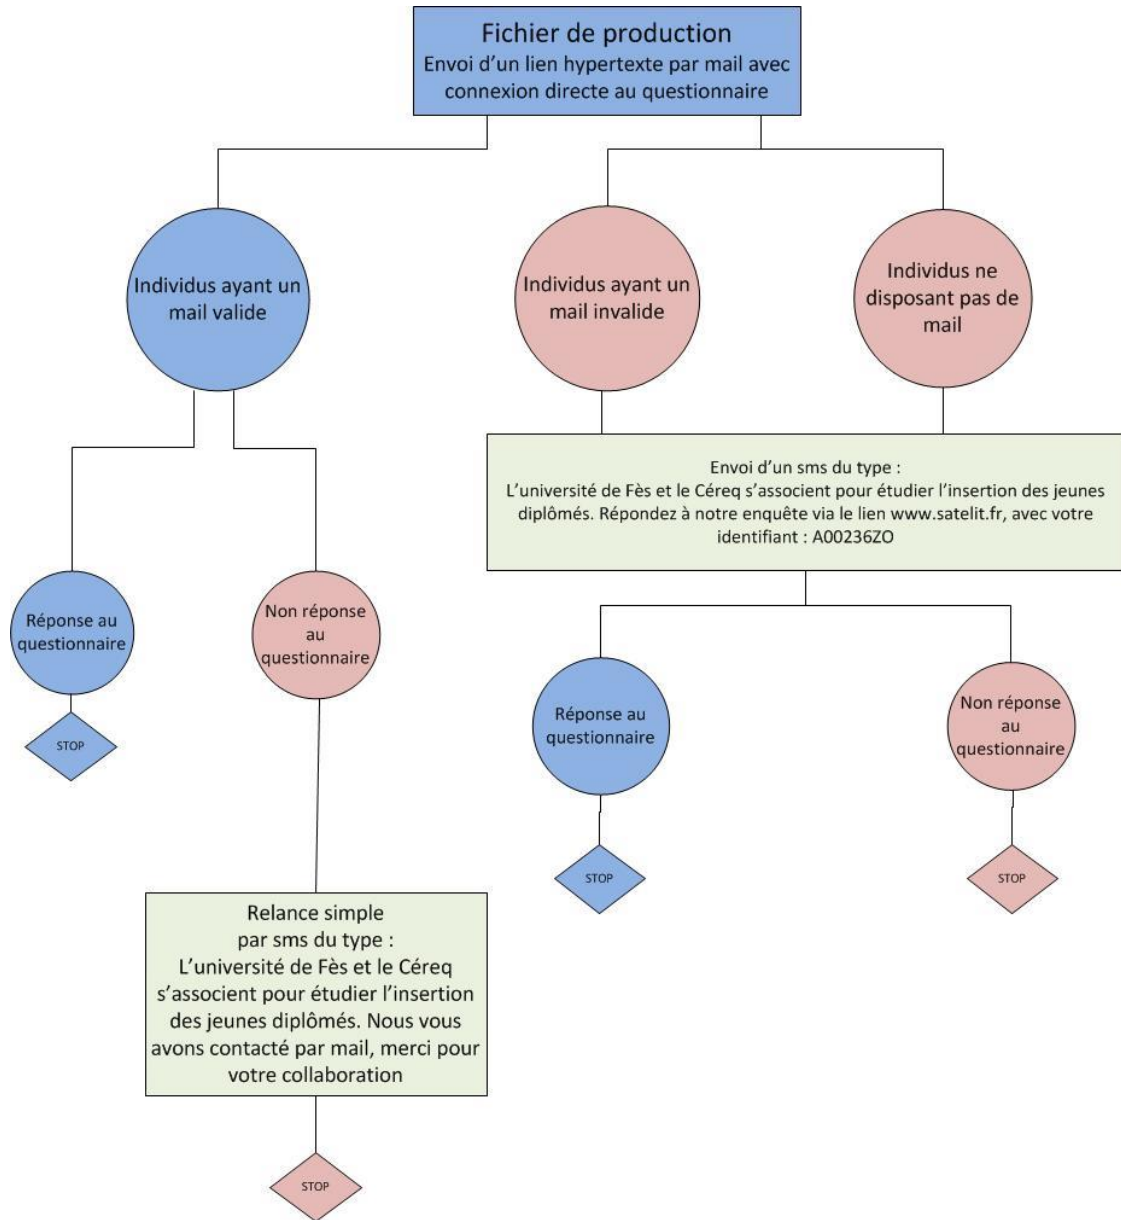 Fichier de production
Envoi d’un lien hypertexte par mail avec
connexion directe au questionnaire
Individus ayant un
mail valide
Individus ayant un
mail invalide
Individus ne
disposant pas de
mail
Envoi d’un sms du type :
L’université de Fès et le Céreq s’associent pour étudier l’insertion des jeunes
diplômés. Répondez à notre enquête via le lien www.satelit.fr, avec votre
identifiant : A00236ZO
Réponse au
questionnaire
Non réponse
au
questionnaire
STOP
Réponse au
questionnaire
Non réponse
au
questionnaire
STOP
STOP
Relance simple
par sms du type :
L’université de Fès et le Céreq
s’associent pour étudier l’insertion
des jeunes diplômés. Nous vous
avons contacté par mail, merci pour
votre collaboration
STOP